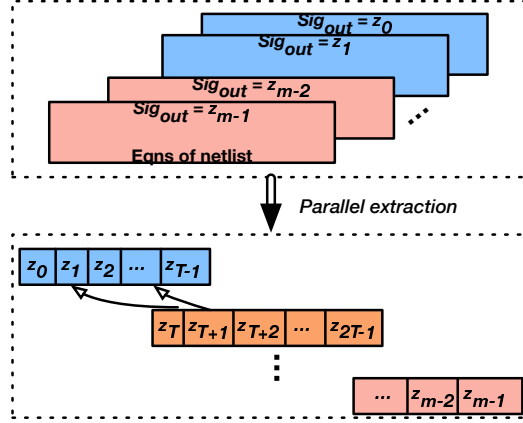 Sig_out = z_0
Sig_out = z_1
Sig_out = z_m-2
Sig_out = z_m-1
Eqns of netlist
Parallel extraction
z_0 z_1 z_2 ... z_T-1
z_T z_T+1 z_T+2 ... z_2T-1
... z_m-2 z_m-1